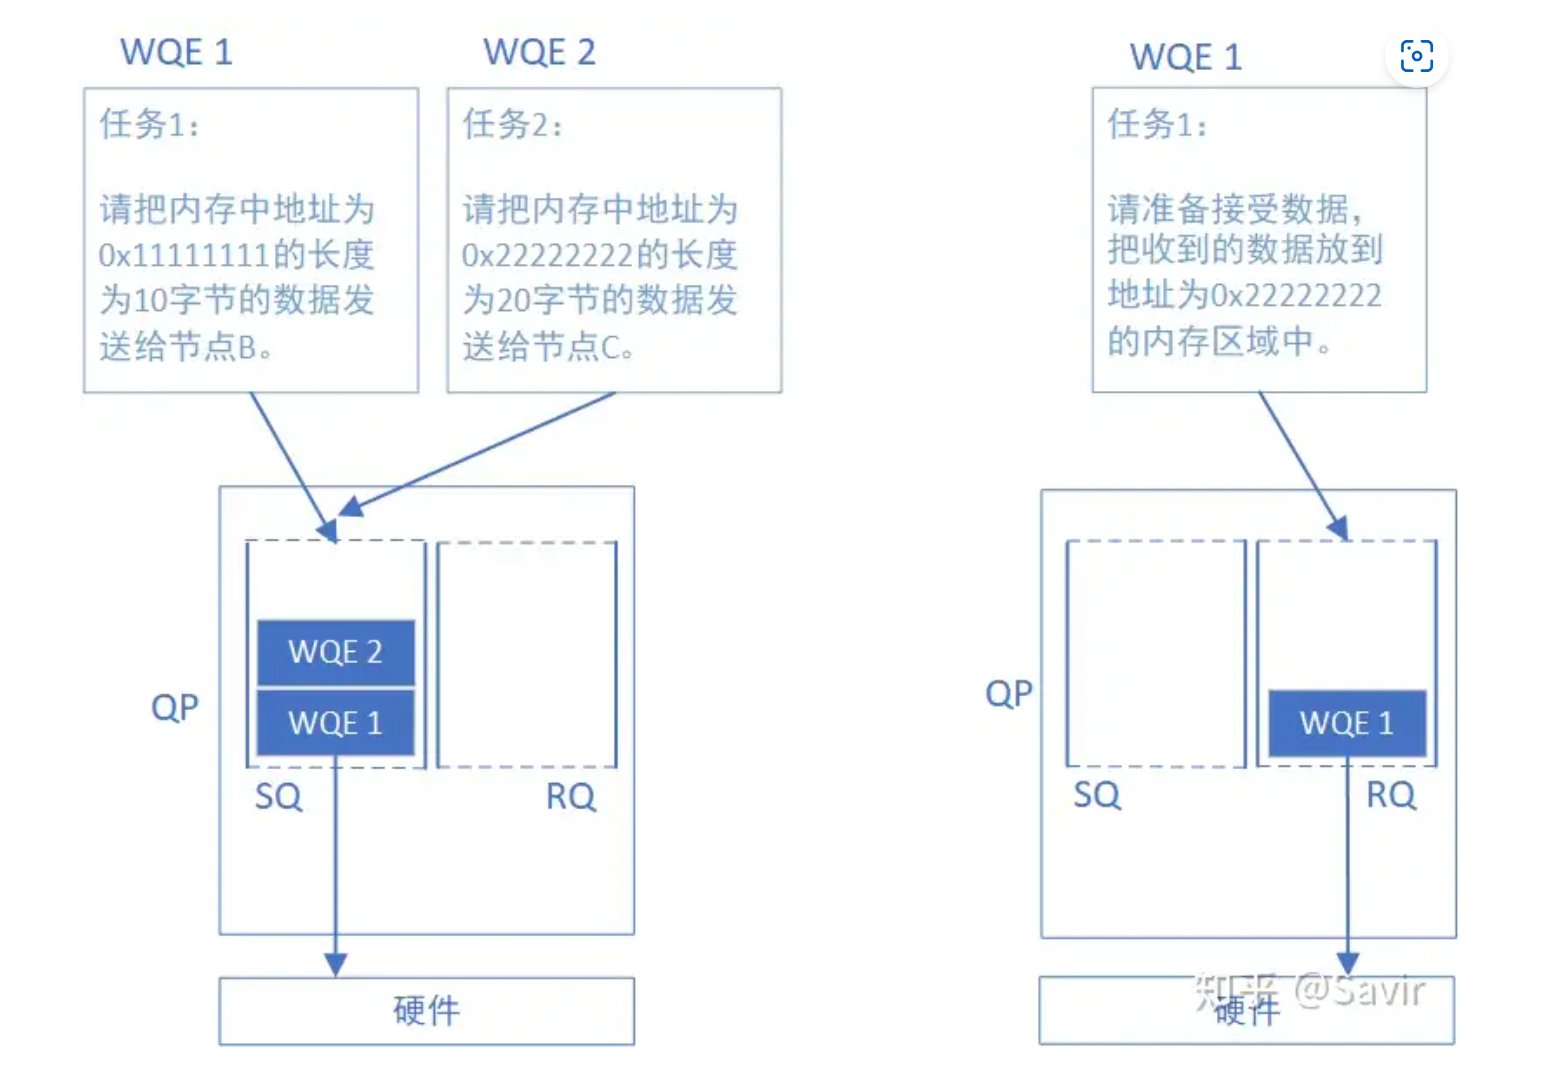 WQE 1
任务1：
请把内存中地址为
0x11111111的长度
为10字节的数据发
送给节点B。
WQE 2
任务2：
请把内存中地址为
0x22222222的长度
为20字节的数据发
送给节点C。
QP
WQE 2
WQE 1
SQ
RQ
硬件
WQE 1
任务1：
请准备接受数据，
把收到的数据放到
地址为0x22222222
的内存区域中。
QP
WQE 1
SQ
RQ
硬件
知乎 @Savir